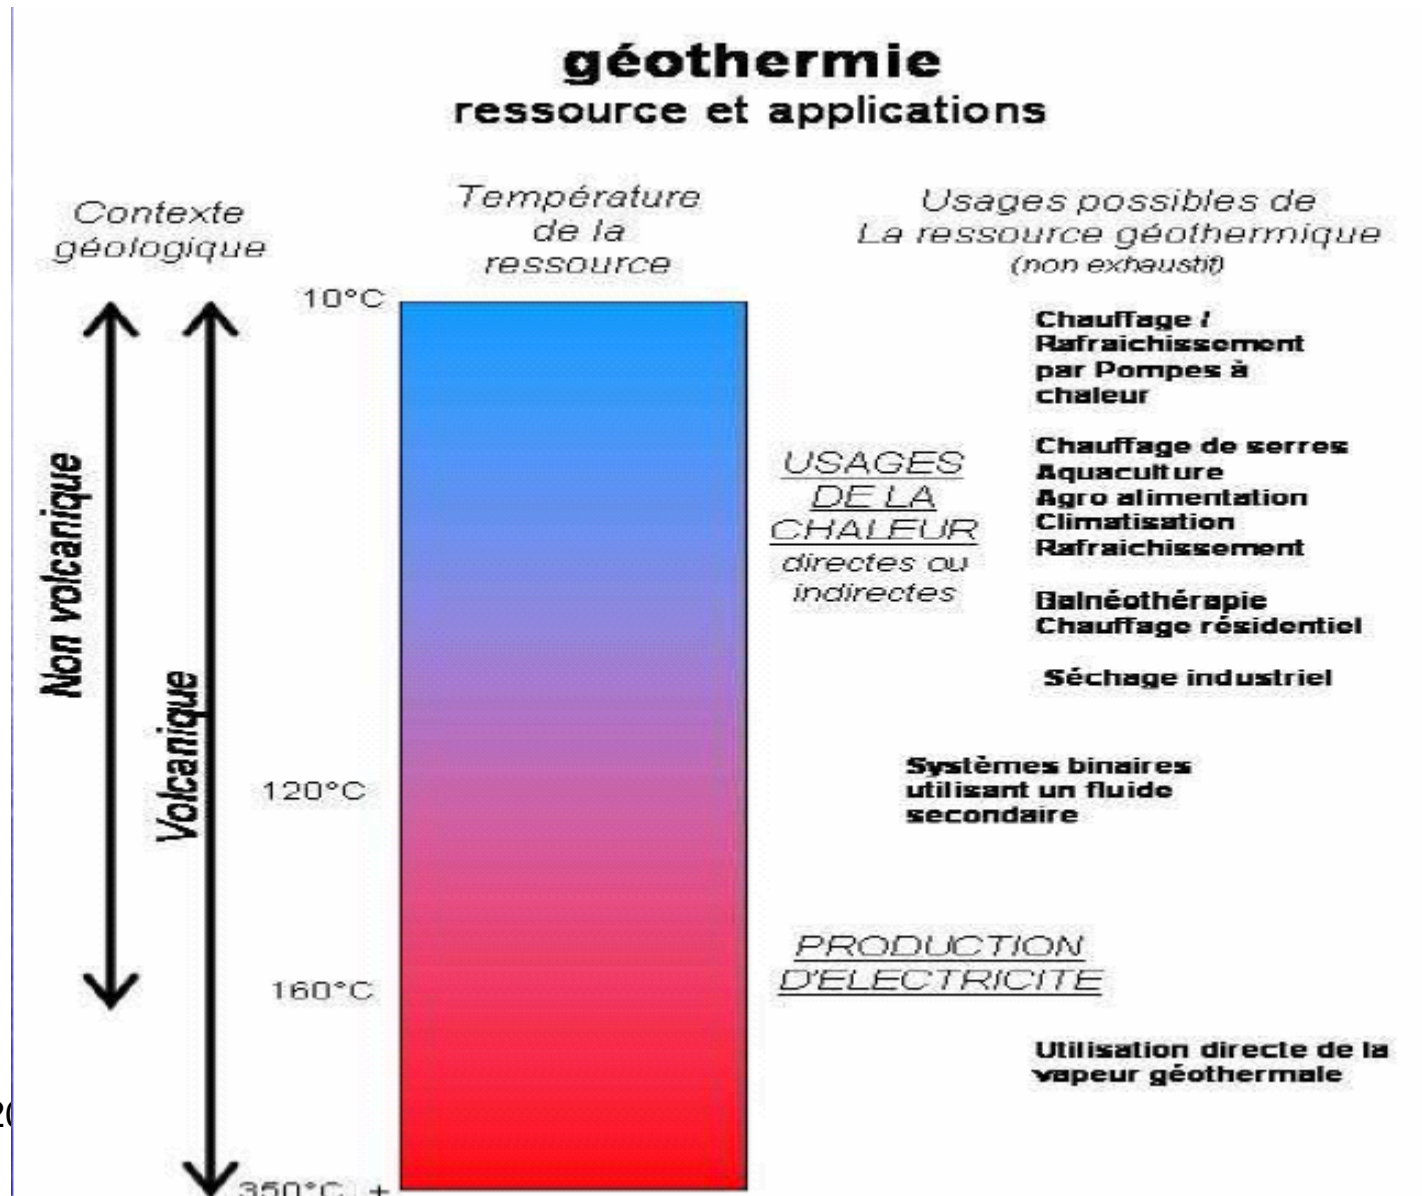 géothermie
ressource et applications
Contexte
géologique
Température
de la
ressource
Usages possibles de
La ressource géothermique
(non exhaustif)
10°C
120°C
160°C
350°C +
Non volcanique
Volcanique
USAGES
DE LA
CHALEUR
directes ou
indirectes
PRODUCTION
D'ELECTRICITE
Chauffage /
Rafraichissement
par Pompes à
chaleur
Chauffage de serres
Aquaculture
Agro alimentation
Climatisation
Rafraichissement
Balnéothérapie
Chauffage résidentiel
Séchage industriel
Systèmes binaires
utilisant un fluide
secondaire
Utilisation directe de la
vapeur géothermale